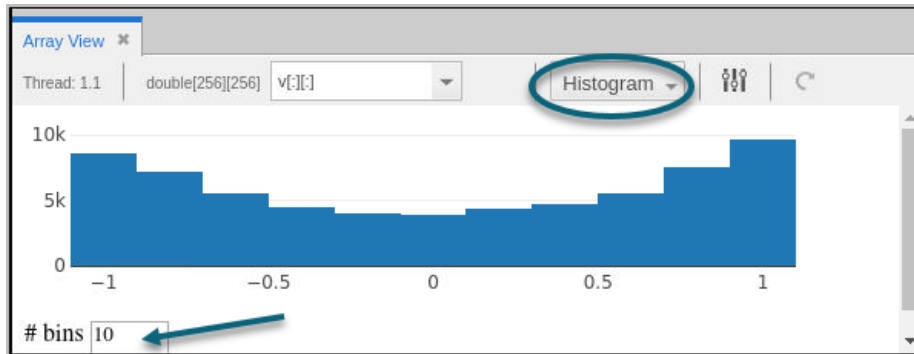 Array View ✖
Thread: 1.1 double[256][256] v[:][:] Histogram
10k
5k
0
−1 −0.5 0 0.5 1
# bins 10